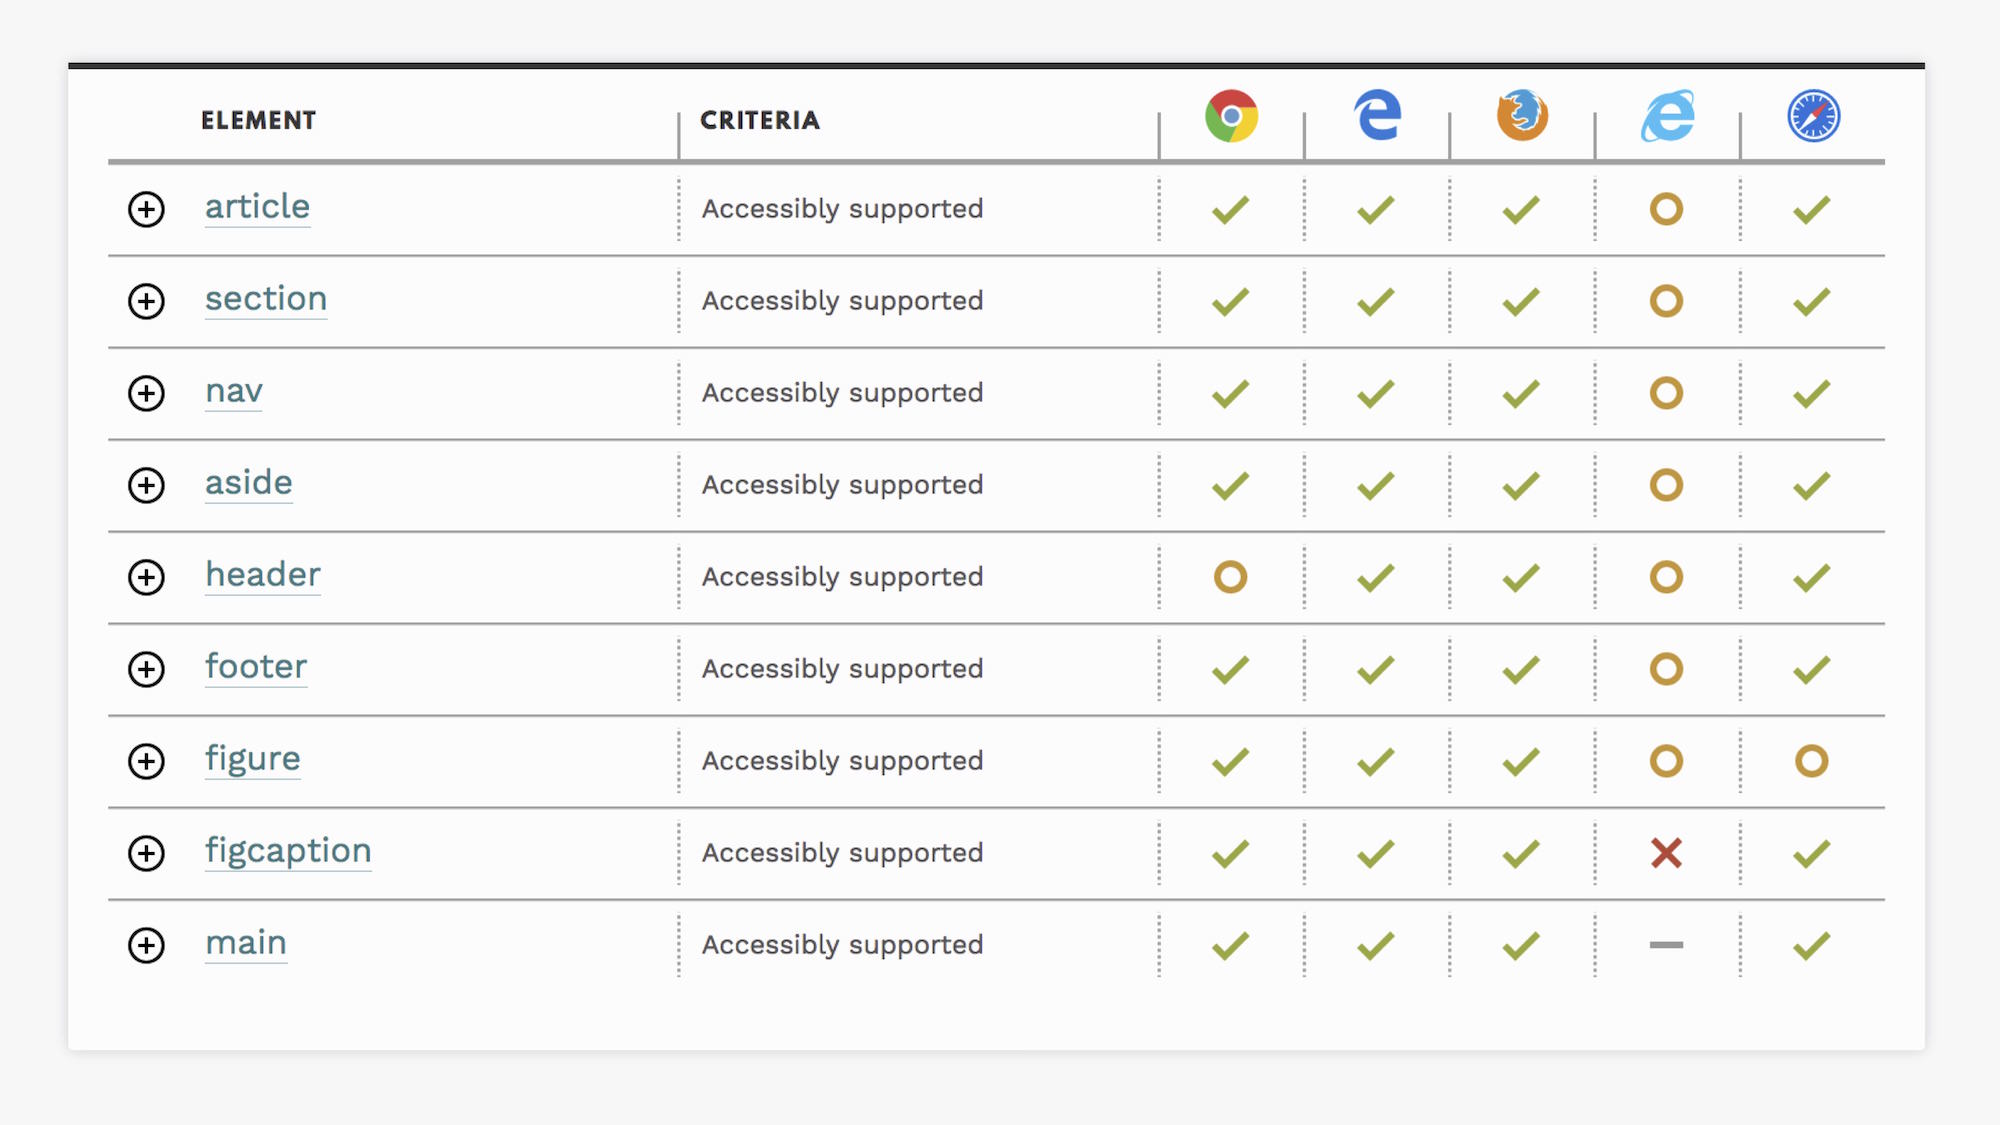 ELEMENT CRITERIA
article Accessibly supported
section Accessibly supported
nav Accessibly supported
aside Accessibly supported
header Accessibly supported
footer Accessibly supported
figure Accessibly supported
figcaption Accessibly supported
main Accessibly supported